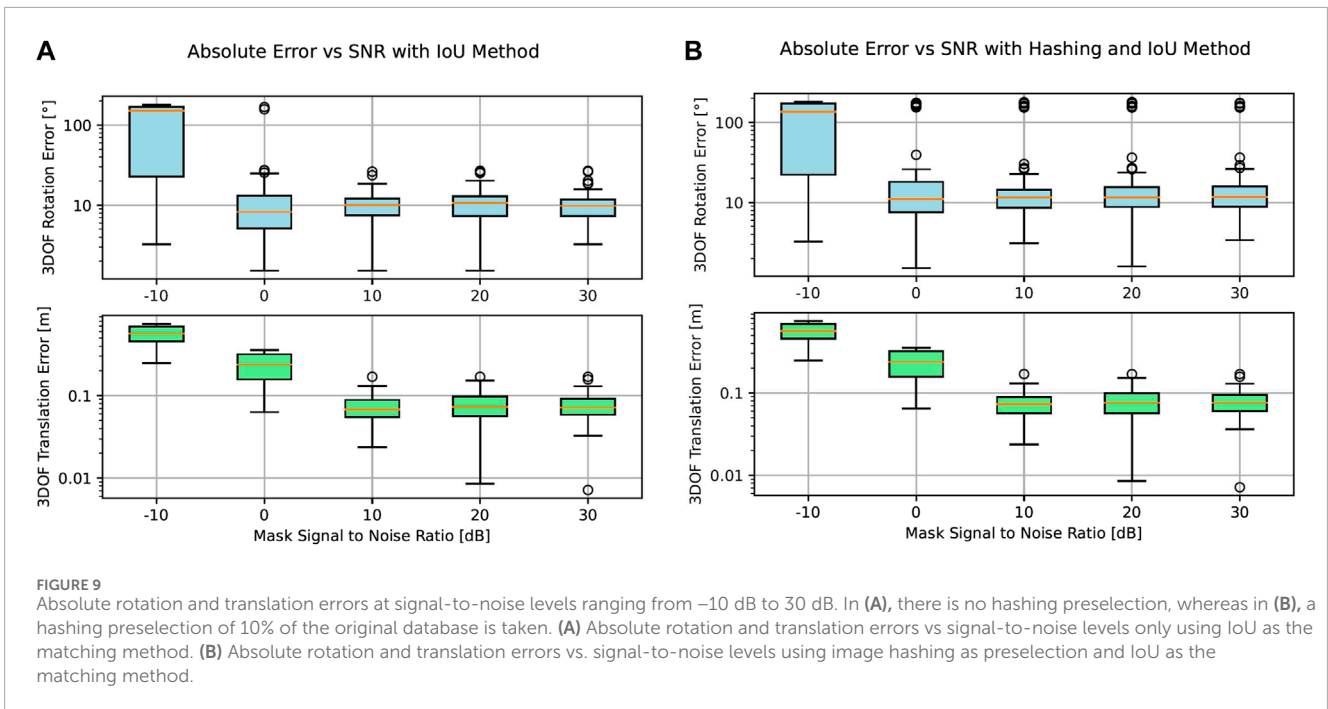 A
Absolute Error vs SNR with IoU Method
3DOF Rotation Error [°]
100
10
-10 0 10 20 30
3DOF Translation Error [m]
0.1
0.01
-10 0 10 20 30
Mask Signal to Noise Ratio [dB]
B
Absolute Error vs SNR with Hashing and IoU Method
3DOF Rotation Error [°]
100
10
-10 0 10 20 30
3DOF Translation Error [m]
0.1
0.01
-10 0 10 20 30
Mask Signal to Noise Ratio [dB]
FIGURE 9
Absolute rotation and translation errors at signal-to-noise levels ranging from −10 dB to 30 dB. In (A), there is no hashing preselection, whereas in (B), a
hashing preselection of 10% of the original database is taken. (A) Absolute rotation and translation errors vs signal-to-noise levels only using IoU as the
matching method. (B) Absolute rotation and translation errors vs. signal-to-noise levels using image hashing as preselection and IoU as the
matching method.